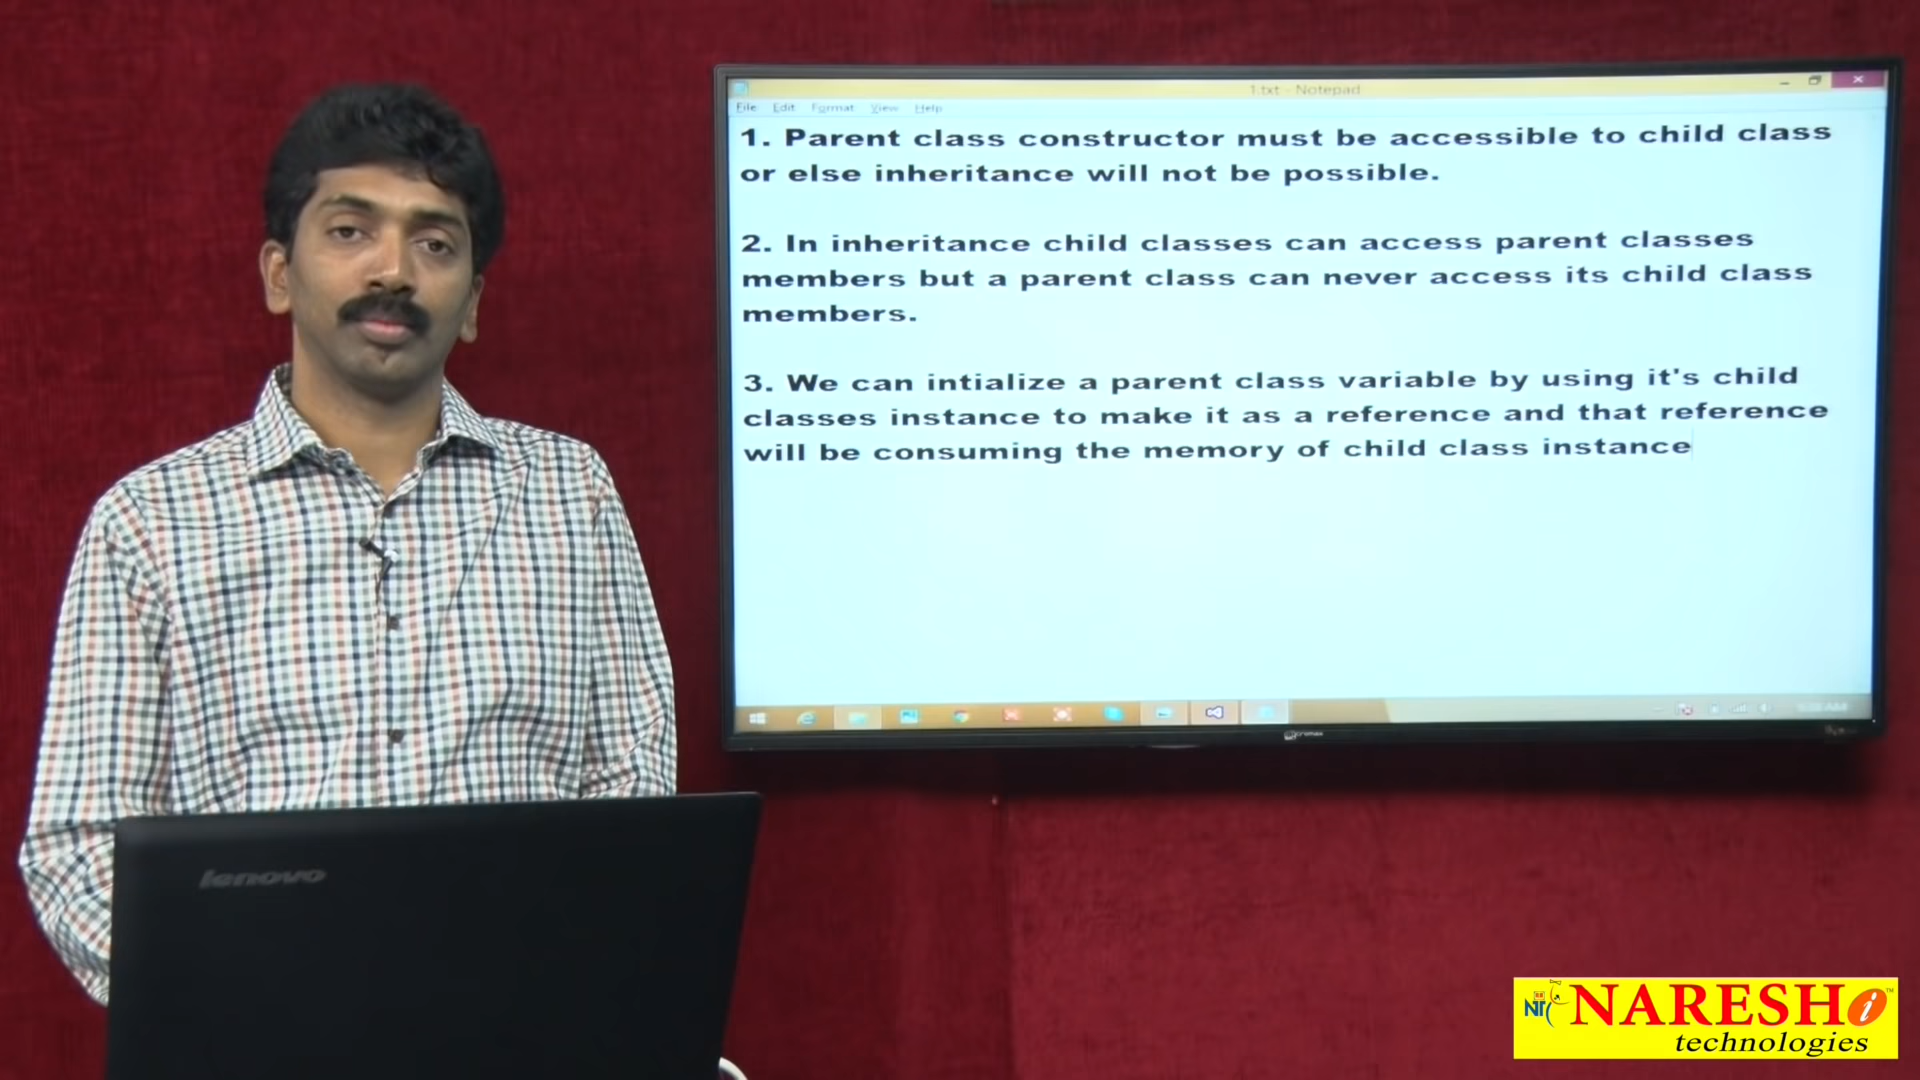 1.txt - Notepad
File Edit Format View Help
1. Parent class constructor must be accessible to child class
or else inheritance will not be possible.
2. In inheritance child classes can access parent classes
members but a parent class can never access its child class
members.
3. We can intialize a parent class variable by using it's child
classes instance to make it as a reference and that reference
will be consuming the memory of child class instance
lenovo
NARESH i ™
technologies